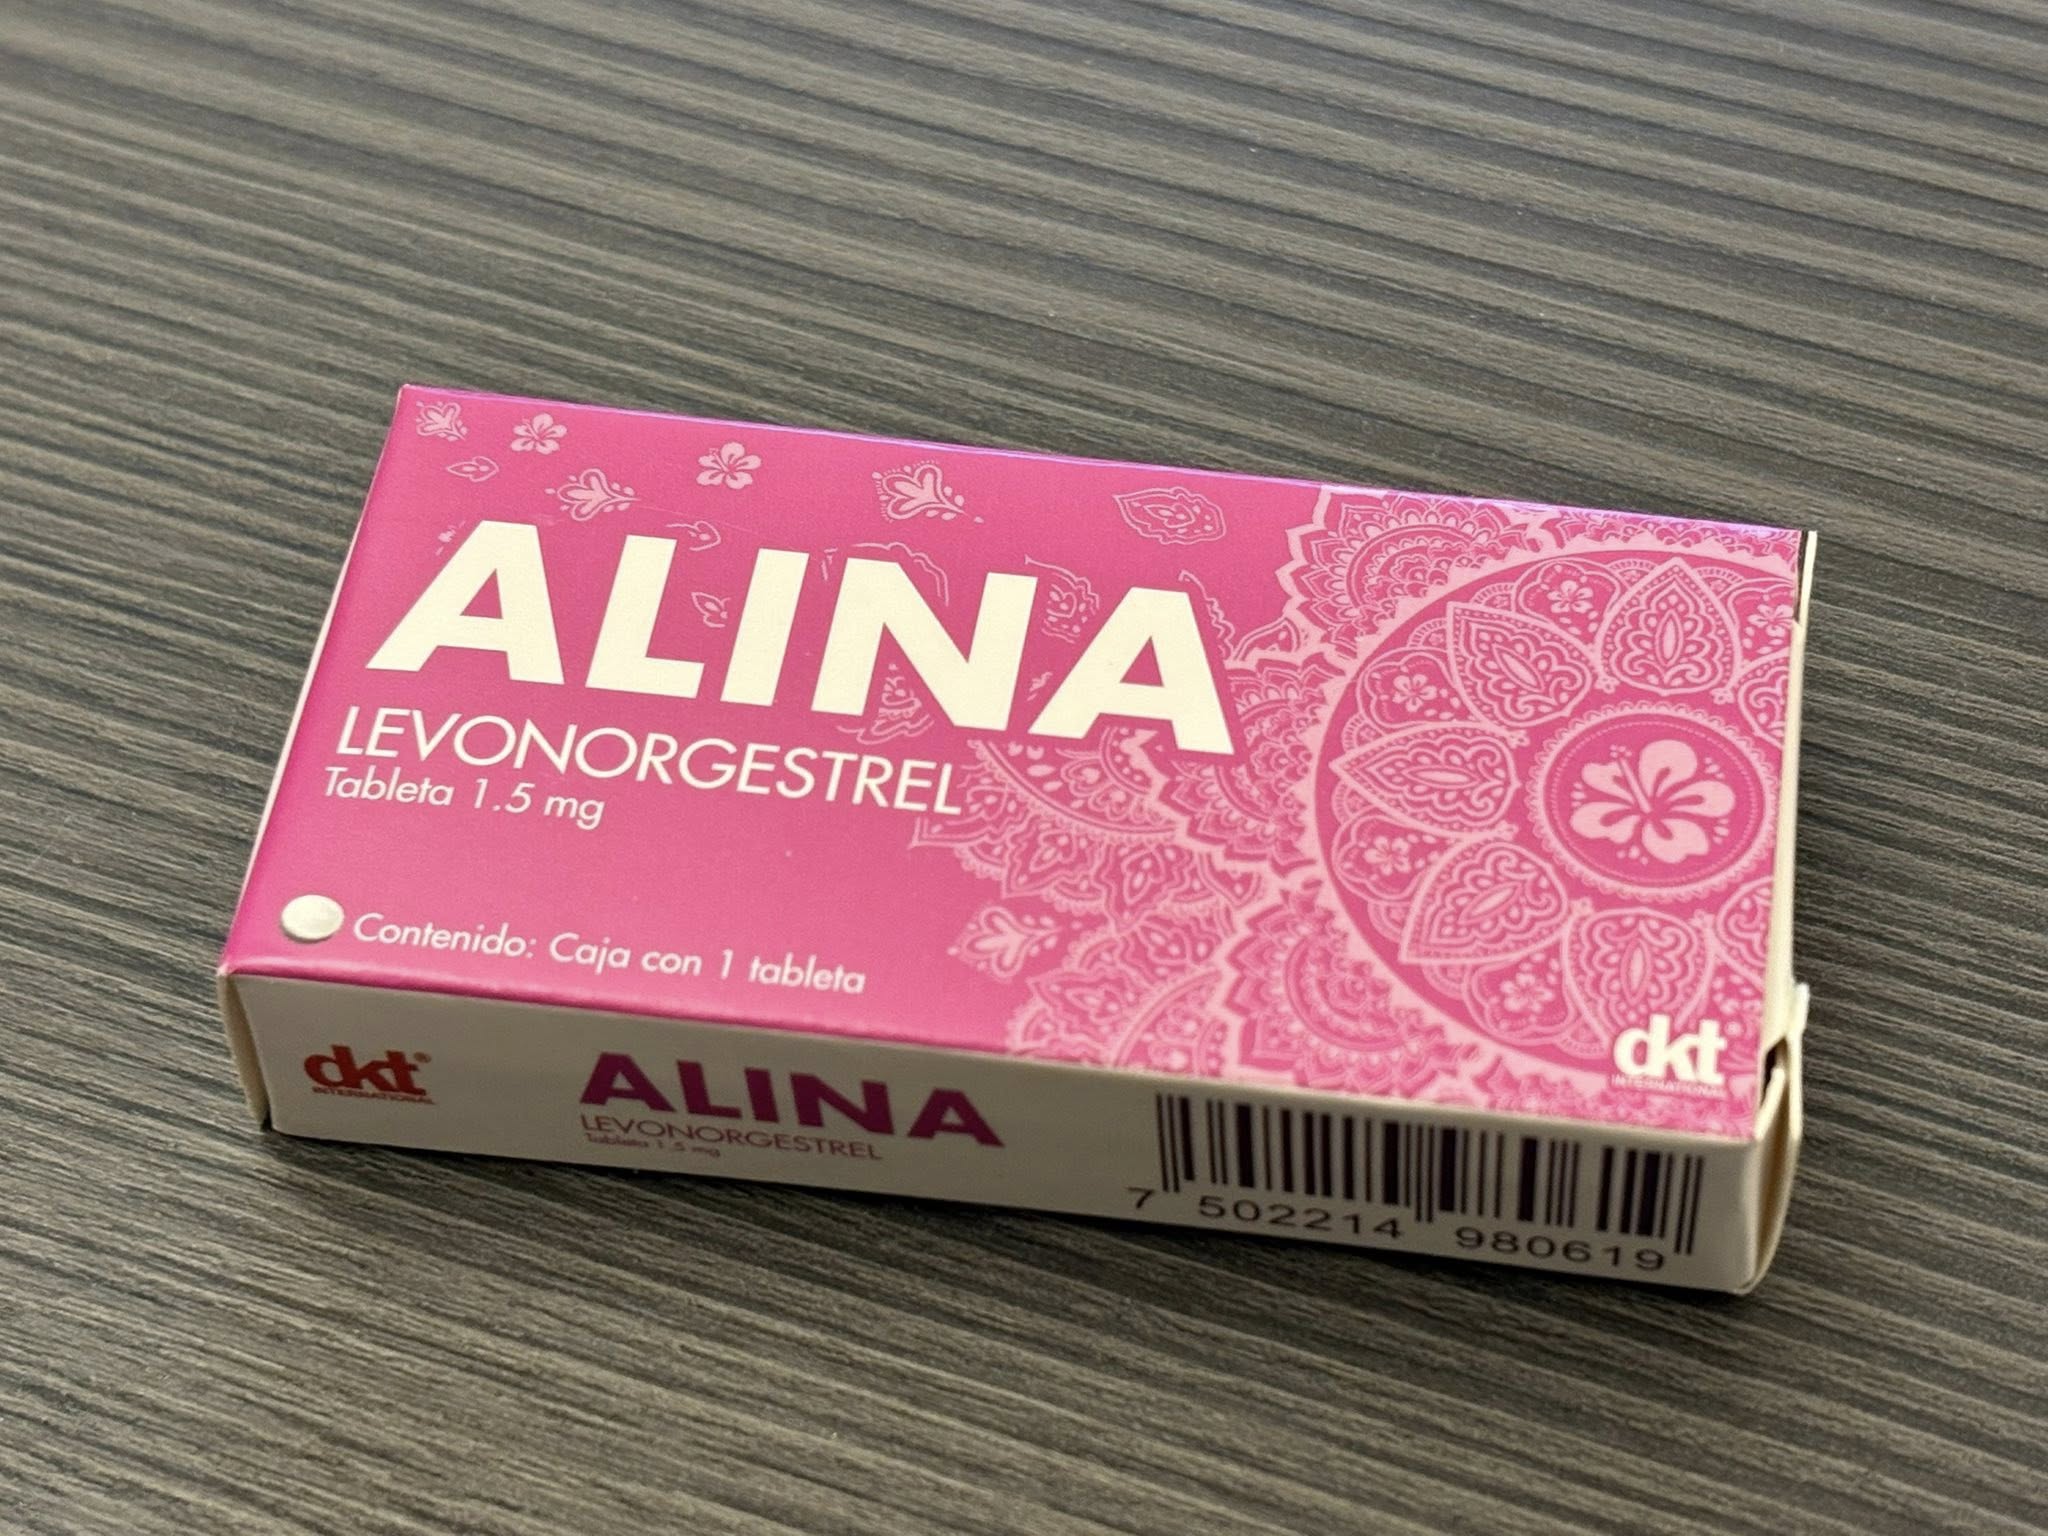 ALINA
LEVONORGESTREL
Tableta 1.5 mg
Contenido: Caja con 1 tableta
dkt
INTERNATIONAL
dkt®
INTERNATIONAL
ALINA
LEVONORGESTREL
Tableta 1.5 mg
7 502214 980619